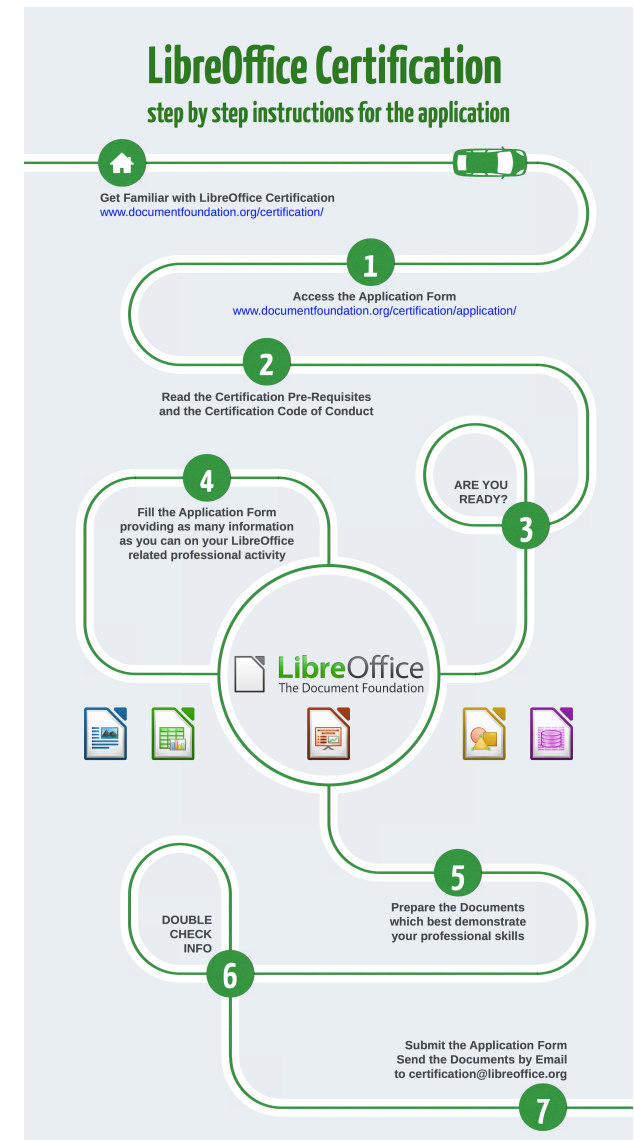 LibreOffice Certification
step by step instructions for the application
Get Familiar with LibreOffice Certification
www.documentfoundation.org/certification/
1
Access the Application Form
www.documentfoundation.org/certification/application/
2
Read the Certification Pre-Requisites
and the Certification Code of Conduct
ARE YOU
READY?
3
4
Fill the Application Form
providing as many information
as you can on your LibreOffice
related professional activity
LibreOffice
The Document Foundation
5
Prepare the Documents
which best demonstrate
your professional skills
DOUBLE
CHECK
INFO
6
Submit the Application Form
Send the Documents by Email
to certification@libreoffice.org
7